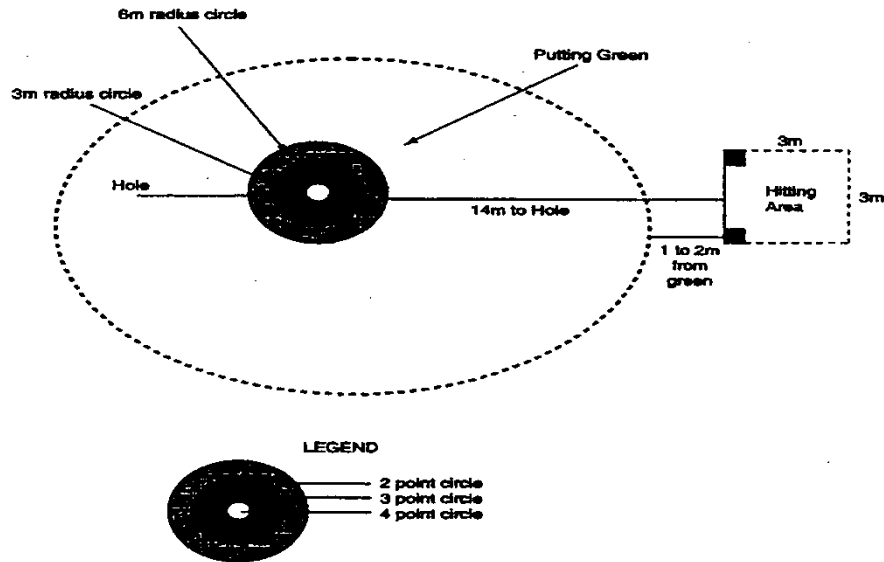 6m radius circle
Putting Green
3m radius circle
Hole
14m to Hole
3m
Hitting
Area
3m
1 to 2m
from
green
LEGEND
2 point circle
3 point circle
4 point circle